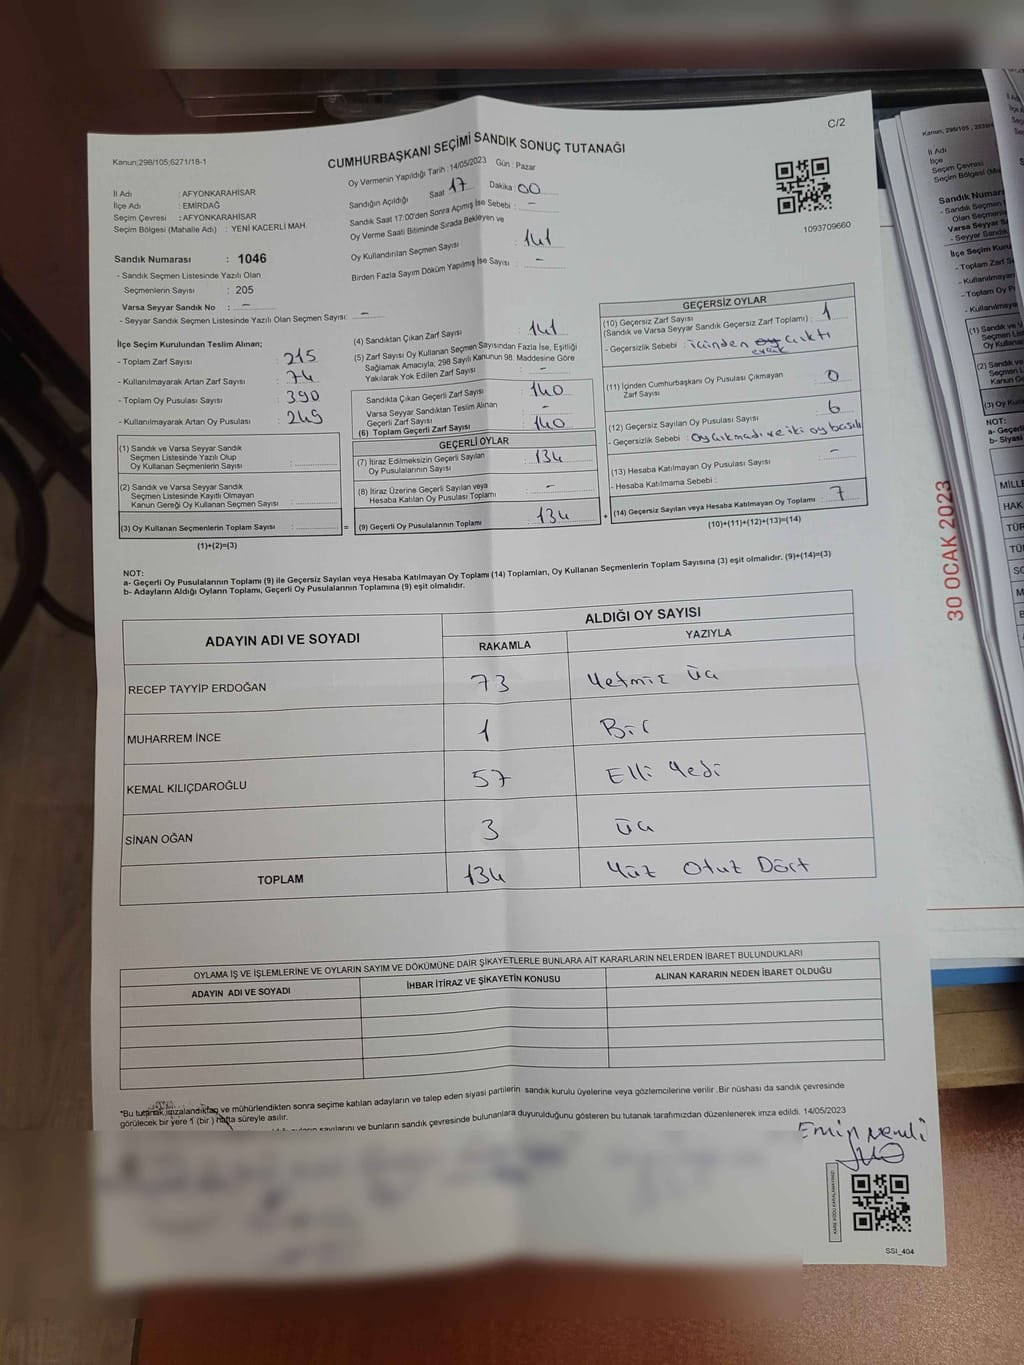 C/2
Kanun;298/105;6271/18-1
CUMHURBAŞKANI SEÇİMİ SANDIK SONUÇ TUTANAĞI
Oy Vermenin Yapıldığı Tarih : 14/05/2023 Gün : Pazar
İl Adı : AFYONKARAHİSAR
İlçe Adı : EMİRDAĞ
Seçim Çevresi : AFYONKARAHİSAR
Seçim Bölgesi (Mahalle Adı) : YENİ KACERLİ MAH.
Sandığın Açıldığı Saat 17 Dakika : 00
Sandık Saat 17:00'den Sonra Açılmış İse Sebebi : -
Oy Verme Saati Bitiminde Sırada Bekleyen ve
Oy Kullandırılan Seçmen Sayısı : 141
Birden Fazla Sayım Döküm Yapılmış İse Sayısı : -
1093709660
Sandık Numarası : 1046
- Sandık Seçmen Listesinde Yazılı Olan
Seçmenlerin Sayısı : 205
Varsa Seyyar Sandık No : -
- Seyyar Sandık Seçmen Listesinde Yazılı Olan Seçmen Sayısı: -
İlçe Seçim Kurulundan Teslim Alınan;
- Toplam Zarf Sayısı : 215
- Kullanılmayarak Artan Zarf Sayısı : 74
- Toplam Oy Pusulası Sayısı : 390
- Kullanılmayarak Artan Oy Pusulası : 249
(1) Sandık ve Varsa Seyyar Sandık
Seçmen Listesinde Yazılı Olup
Oy Kullanan Seçmenlerin Sayısı :
(2) Sandık ve Varsa Seyyar Sandık
Seçmen Listesinde Kayıtlı Olmayan
Kanun Gereği Oy Kullanan Seçmen Sayısı :
(3) Oy Kullanan Seçmenlerin Toplam Sayısı : =
(1)+(2)=(3)
(4) Sandıktan Çıkan Zarf Sayısı : 141
(5) Zarf Sayısı Oy Kullanan Seçmen Sayısından Fazla İse, Eşitliği
Sağlamak Amacıyla; 298 Sayılı Kanunun 98. Maddesine Göre
Yakılarak Yok Edilen Zarf Sayısı : -
Sandıkta Çıkan Geçerli Zarf Sayısı : 140
Varsa Seyyar Sandıktan Teslim Alınan
Geçerli Zarf Sayısı : -
(6) Toplam Geçerli Zarf Sayısı : 140
GEÇERLİ OYLAR
(7) İtiraz Edilmeksizin Geçerli Sayılan
Oy Pusulalarının Sayısı : 134
(8) İtiraz Üzerine Geçerli Sayılan veya
Hesaba Katılan Oy Pusulası Toplamı : -
(9) Geçerli Oy Pusulalarının Toplamı : 134 +
GEÇERSİZ OYLAR
(10) Geçersiz Zarf Sayısı
(Sandık ve Varsa Seyyar Sandık Geçersiz Zarf Toplamı) : 1
- Geçersizlik Sebebi : içinden evrak çıktı
(11) İçinden Cumhurbaşkanı Oy Pusulası Çıkmayan
Zarf Sayısı : 0
(12) Geçersiz Sayılan Oy Pusulası Sayısı : 6
- Geçersizlik Sebebi : oy çıkmadı ve iki oy basılı
(13) Hesaba Katılmayan Oy Pusulası Sayısı : -
- Hesaba Katılmama Sebebi :
(14) Geçersiz Sayılan veya Hesaba Katılmayan Oy Toplamı : 7
(10)+(11)+(12)+(13)=(14)
NOT:
a- Geçerli Oy Pusulalarının Toplamı (9) ile Geçersiz Sayılan veya Hesaba Katılmayan Oy Toplamı (14) Toplamları, Oy Kullanan Seçmenlerin Toplam Sayısına (3) eşit olmalıdır. (9)+(14)=(3)
b- Adayların Aldığı Oyların Toplamı, Geçerli Oy Pusulalarının Toplamına (9) eşit olmalıdır.
ADAYIN ADI VE SOYADI ALDIĞI OY SAYISI
RAKAMLA YAZIYLA
RECEP TAYYİP ERDOĞAN 73 Yetmiş Üç
MUHARREM İNCE 1 Bir
KEMAL KILIÇDAROĞLU 57 Elli Yedi
SİNAN OĞAN 3 Üç
TOPLAM 134 Yüz Otuz Dört
OYLAMA İŞ VE İŞLEMLERİNE VE OYLARIN SAYIM VE DÖKÜMÜNE DAİR ŞİKAYETLERLE BUNLARA AİT KARARLARIN NELERDEN İBARET BULUNDUKLARI
ADAYIN ADI VE SOYADI İHBAR İTİRAZ VE ŞİKAYETİN KONUSU ALINAN KARARIN NEDEN İBARET OLDUĞU
*Bu tutanak imzalandıktan ve mühürlendikten sonra seçime katılan adayların ve talep eden siyasi partilerin sandık kurulu üyelerine veya gözlemcilerine verilir .Bir nüshası da sandık çevresinde
görülecek bir yere 1 (bir ) hafta süreyle asılır.
sayılarını ve bunların sandık çevresinde bulunanlara duyurulduğunu gösteren bu tutanak tarafımızdan düzenlenerek imza edildi. 14/05/2023
SSI_404
30 OCAK 2023
Kanun; 298/105
İl Adı
İlçe
Seçim Çevresi
Seçim Bölgesi
Sandık Numarası